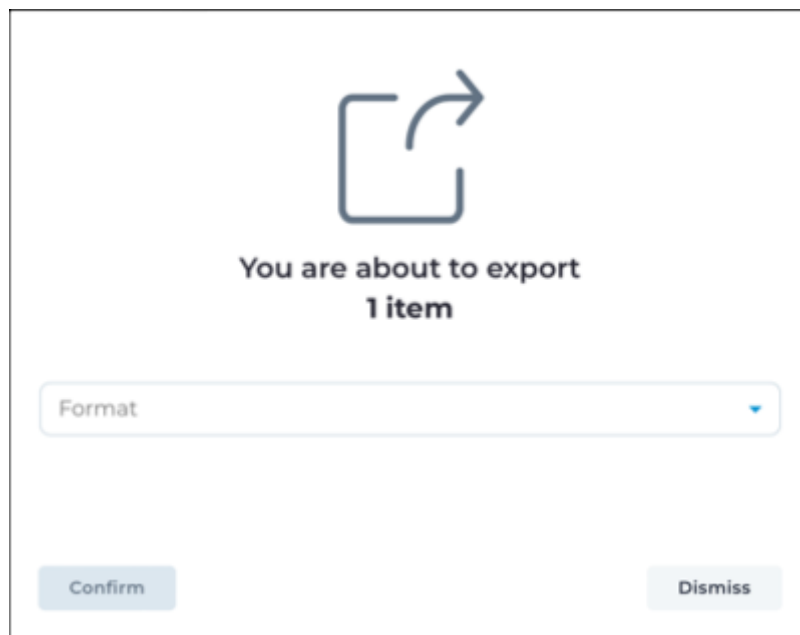 You are about to export
1 item
Format
Confirm
Dismiss